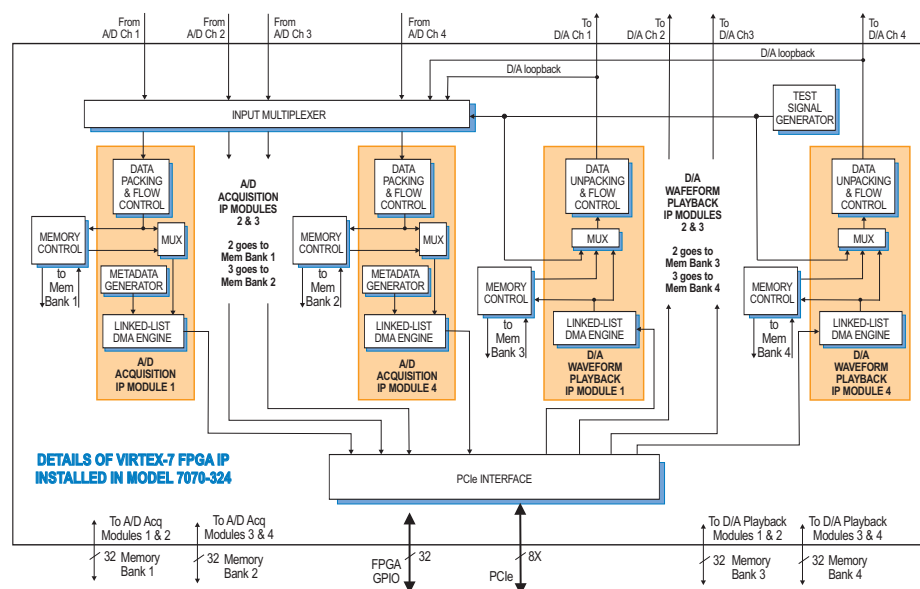 From
A/D Ch 1
From
A/D Ch 2
From
A/D Ch 3
From
A/D Ch 4
To
D/A Ch 1
To
D/A Ch 2
To
D/A Ch3
To
D/A Ch 4
D/A loopback
D/A loopback
INPUT MULTIPLEXER
TEST
SIGNAL
GENERATOR
DATA
PACKING
& FLOW
CONTROL
MEMORY
CONTROL
MUX
to
Mem
Bank 1
METADATA
GENERATOR
LINKED-LIST
DMA ENGINE
A/D
ACQUISITION
IP MODULE 1
A/D
ACQUISITION
IP MODULES
2 & 3
2 goes to
Mem Bank 1
3 goes to
Mem Bank 2
DATA
PACKING
& FLOW
CONTROL
MEMORY
CONTROL
MUX
to
Mem
Bank 2
METADATA
GENERATOR
LINKED-LIST
DMA ENGINE
A/D
ACQUISITION
IP MODULE 4
DATA
UNPACKING
& FLOW
CONTROL
MUX
MEMORY
CONTROL
to
Mem
Bank 3
LINKED-LIST
DMA ENGINE
D/A
WAVEFORM
PLAYBACK
IP MODULE 1
D/A
WAFEFORM
PLAYBACK
IP MODULES
2 & 3
2 goes to
Mem Bank 3
3 goes to
Mem Bank 4
DATA
UNPACKING
& FLOW
CONTROL
MUX
MEMORY
CONTROL
to
Mem
Bank 4
LINKED-LIST
DMA ENGINE
D/A
WAVEFORM
PLAYBACK
IP MODULE 4
DETAILS OF VIRTEX-7 FPGA IP
INSTALLED IN MODEL 7070-324
PCIe INTERFACE
To A/D Acq
Modules 1 & 2
32 Memory
Bank 1
To A/D Acq
Modules 3 & 4
32 Memory
Bank 2
32
FPGA
GPIO
8X
PCIe
To D/A Playback
Modules 1 & 2
32 Memory
Bank 3
To D/A Playback
Modules 3 & 4
32 Memory
Bank 4